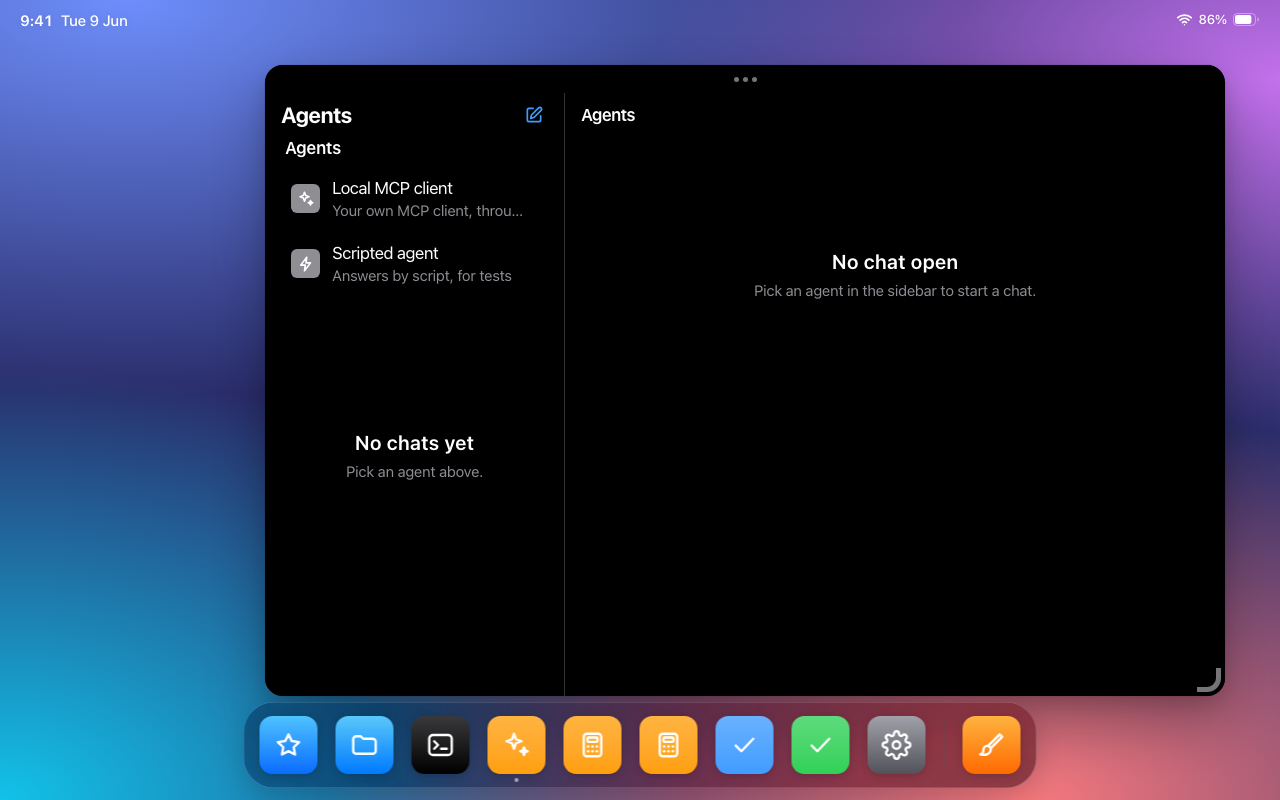 9:41 Tue 9 Jun
86%
Agents
Agents
Local MCP client
Your own MCP client, throu...
Scripted agent
Answers by script, for tests
No chats yet
Pick an agent above.
Agents
No chat open
Pick an agent in the sidebar to start a chat.